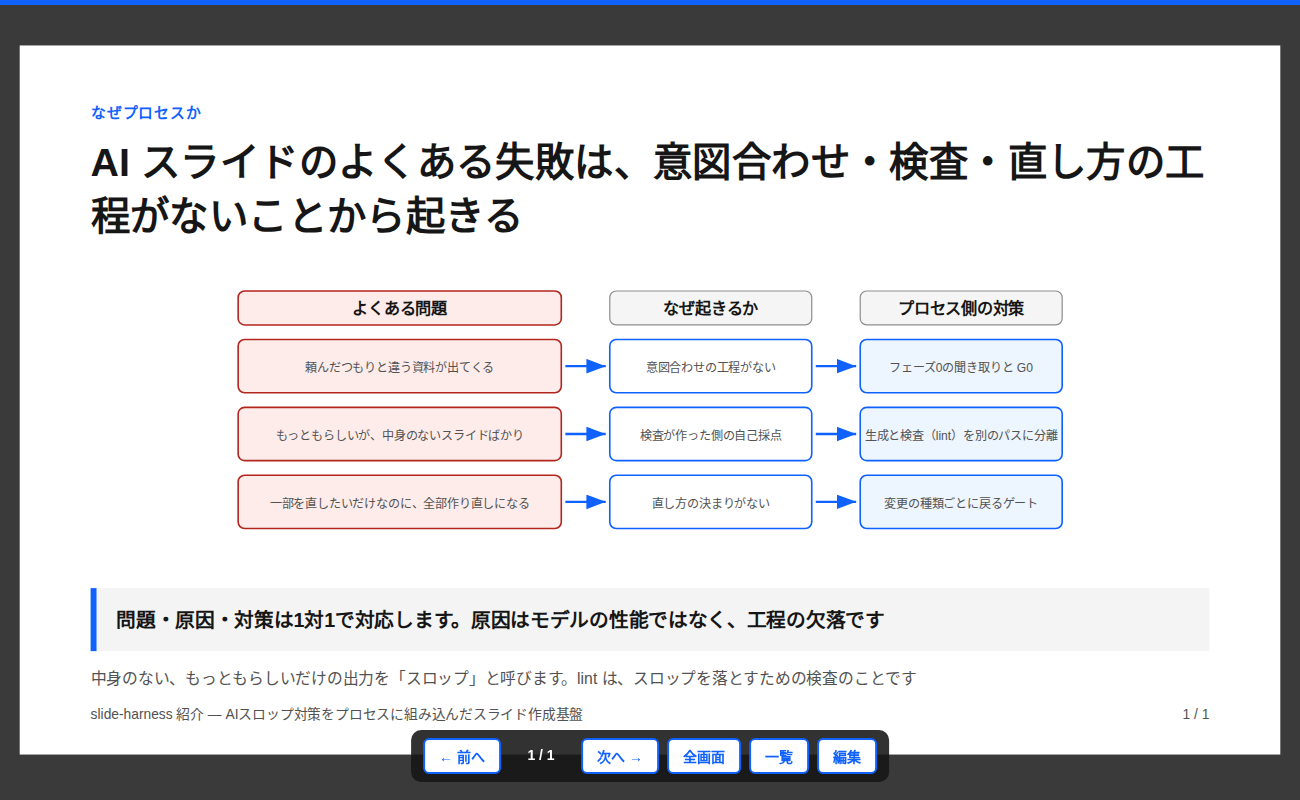 なぜプロセスか
AI スライドのよくある失敗は、意図合わせ・検査・直し方の工
程がないことから起きる
よくある問題
なぜ起きるか
プロセス側の対策
頼んだつもりと違う資料が出てくる
意図合わせの工程がない
フェーズ0の聞き取りと G0
もっともらしいが、中身のないスライドばかり
検査が作った側の自己採点
生成と検査（lint）を別のパスに分離
一部を直したいだけなのに、全部作り直しになる
直し方の決まりがない
変更の種類ごとに戻るゲート
問題・原因・対策は1対1で対応します。原因はモデルの性能ではなく、工程の欠落です
中身のない、もっともらしいだけの出力を「スロップ」と呼びます。lint は、スロップを落とすための検査のことです
slide-harness 紹介 — AIスロップ対策をプロセスに組み込んだスライド作成基盤
1 / 1
← 前へ
1 / 1
次へ →
全画面
一覧
編集